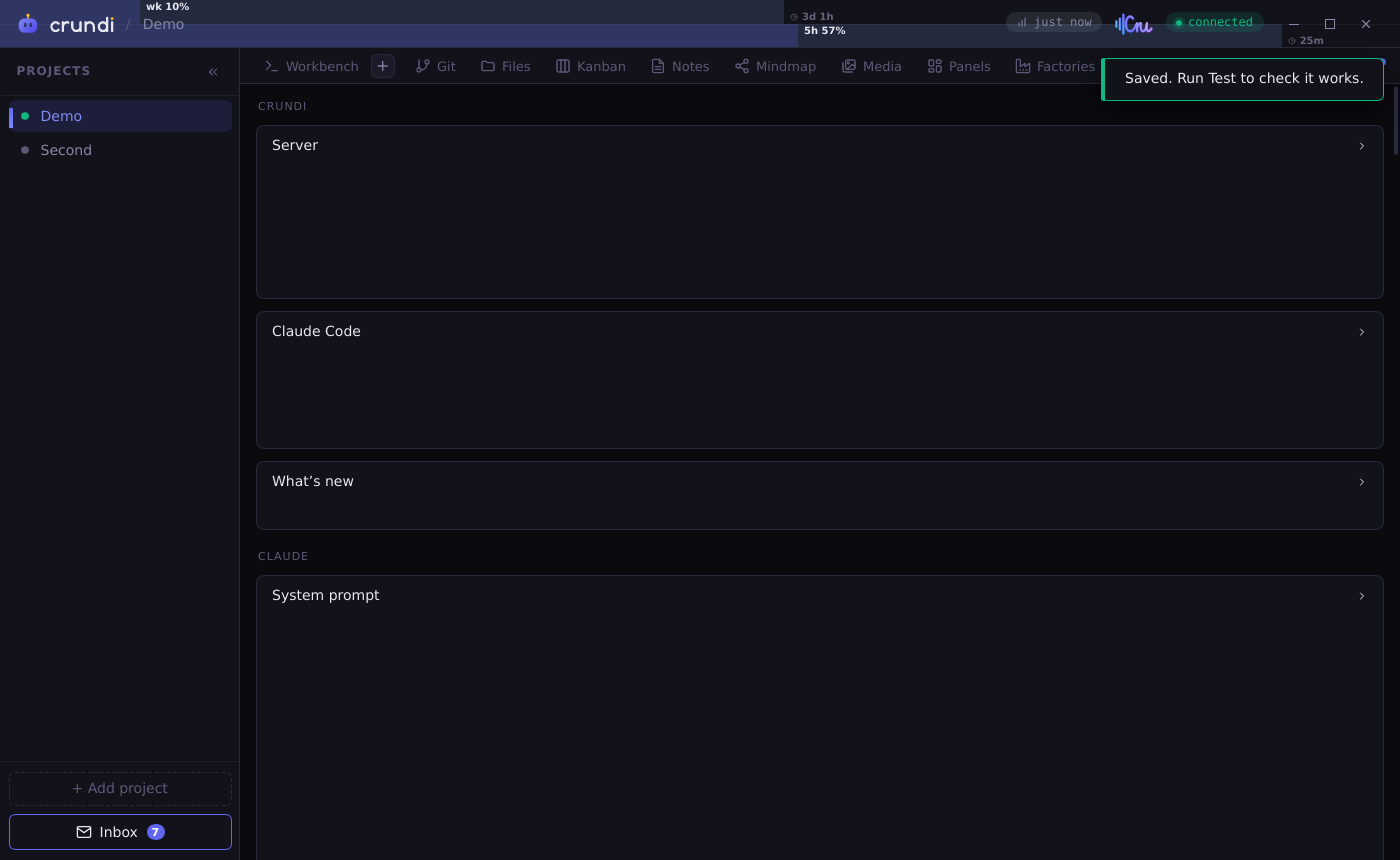 wk 10%
crundi / Demo
3d 1h
5h 57%
just now
Cru
connected
25m
PROJECTS
Workbench
Git
Files
Kanban
Notes
Mindmap
Media
Panels
Factories
Saved. Run Test to check it works.
Demo
Second
CRUNDI
Server
Claude Code
What’s new
CLAUDE
System prompt
+ Add project
Inbox 7